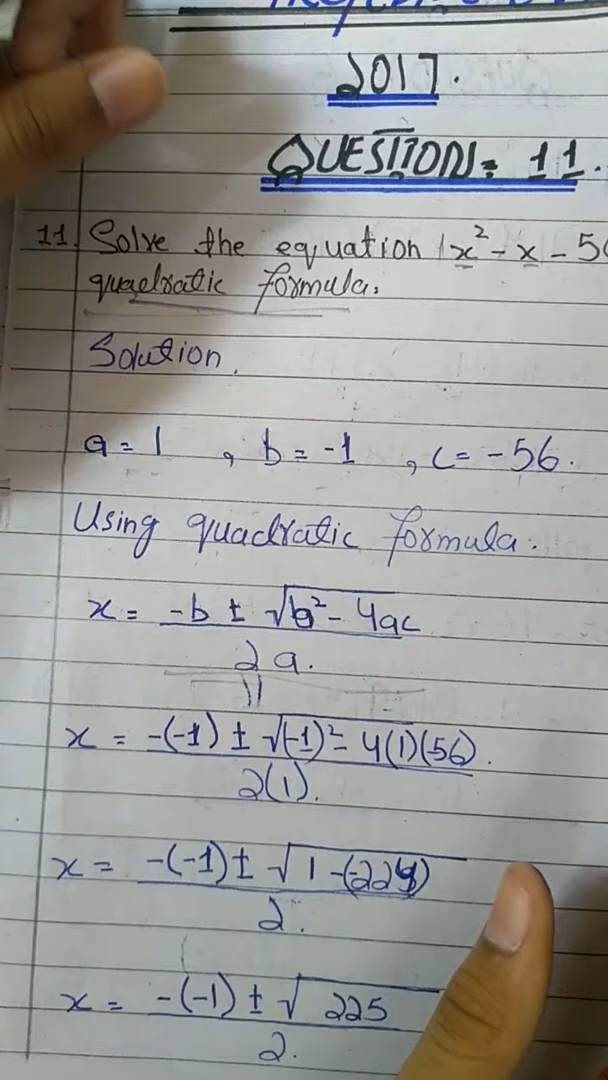 2017.
QUESTION= 11.
11. Solve the equation x² - x - 56
quadratic formula.
Solution.
a = 1 , b = -1 , c = -56.
Using quadratic formula.
x = -b ± √b² - 4ac
2a.
x = -(-1) ± √(-1)² - 4(1)(56).
2(1).
x = -(-1) ± √1 -(-224)
2.
x = -(-1) ± √225
2.